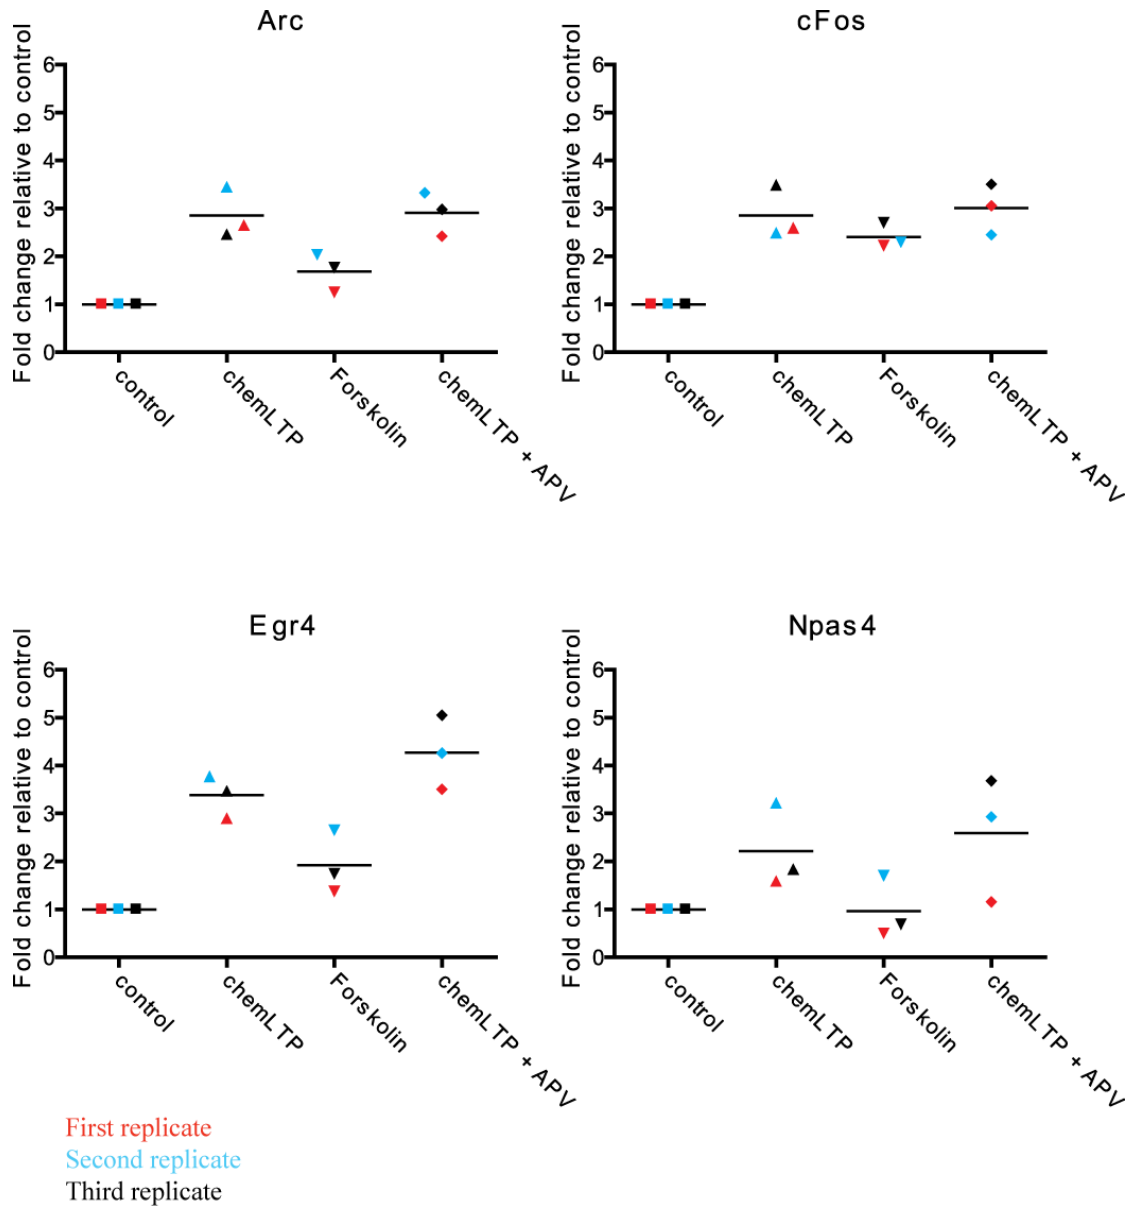 Arc
Fold change relative to control
6
5
4
3
2
1
0
control
chemLTP
Forskolin
chemLTP + APV
cFos
Fold change relative to control
6
5
4
3
2
1
0
control
chemLTP
Forskolin
chemLTP + APV
Egr4
Fold change relative to control
6
5
4
3
2
1
0
control
chemLTP
Forskolin
chemLTP + APV
Npas4
Fold change relative to control
6
5
4
3
2
1
0
control
chemLTP
Forskolin
chemLTP + APV
First replicate
Second replicate
Third replicate